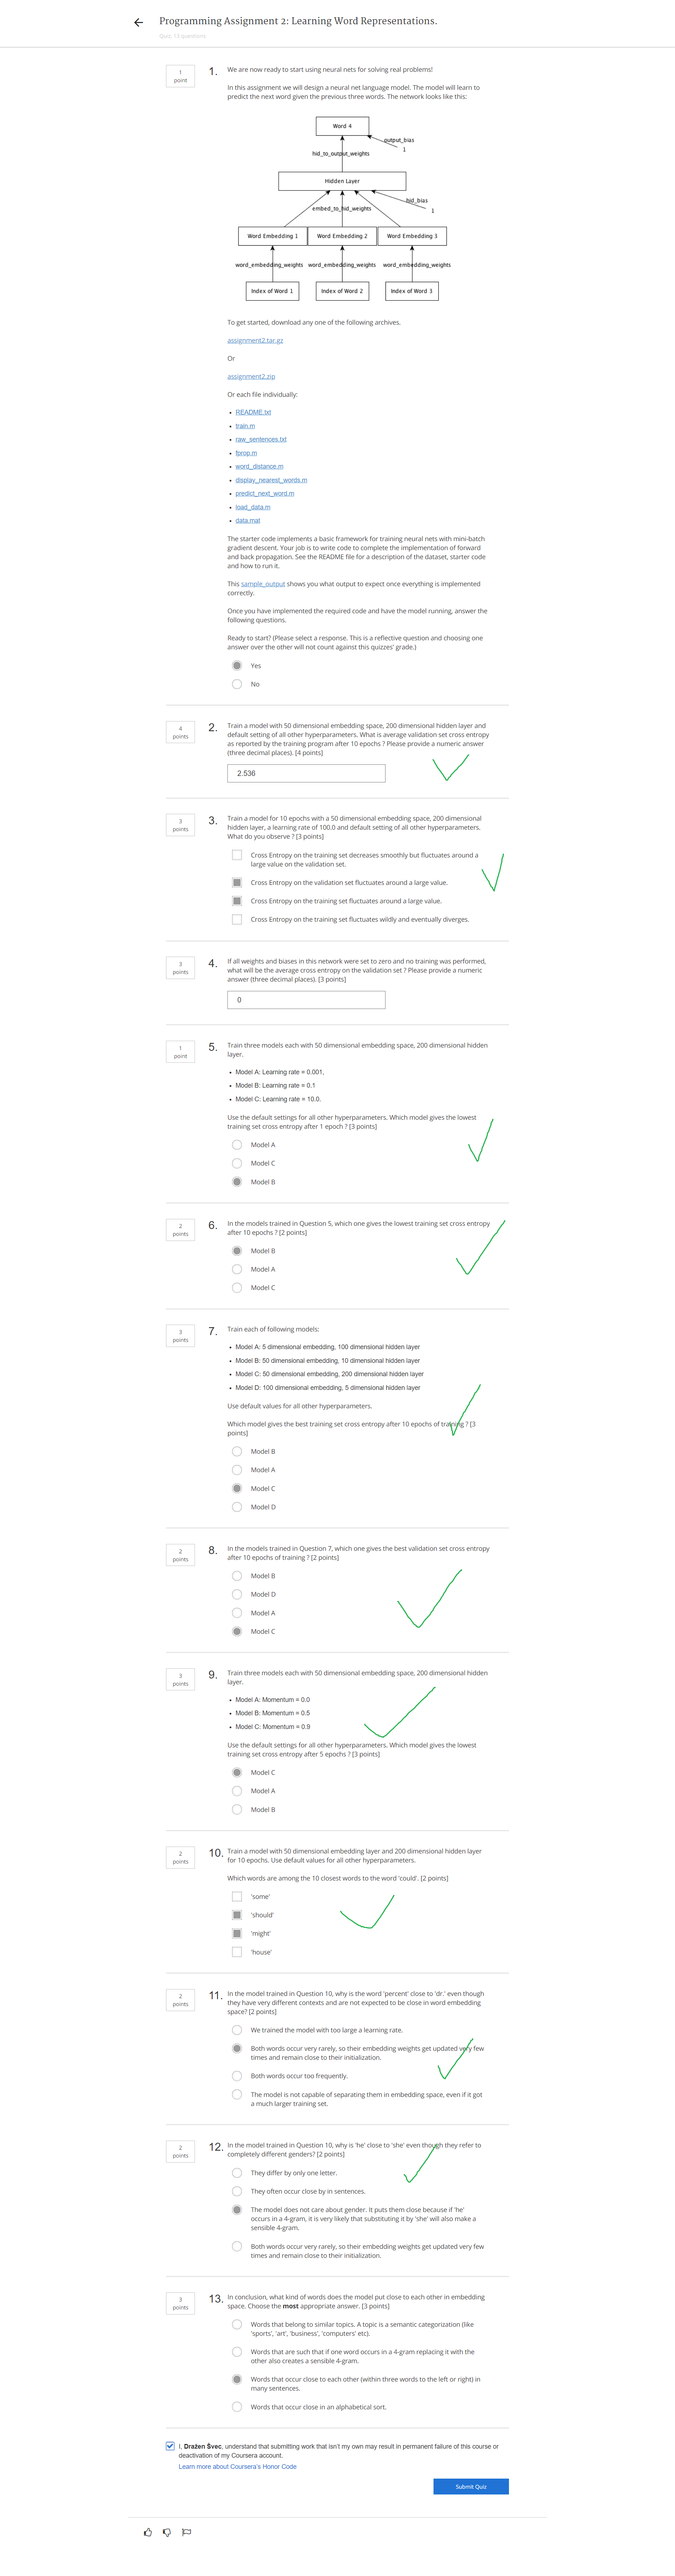 Programming Assignment 2: Learning Word Representations.
Quiz, 13 questions
1
point
1.
We are now ready to start using neural nets for solving real problems!
In this assignment we will design a neural net language model. The model will learn to
predict the next word given the previous three words. The network looks like this:
Word 4
output_bias
1
hid_to_output_weights
Hidden Layer
hid_bias
1
embed_to_hid_weights
Word Embedding 1
Word Embedding 2
Word Embedding 3
word_embedding_weights
word_embedding_weights
word_embedding_weights
Index of Word 1
Index of Word 2
Index of Word 3
To get started, download any one of the following archives.
assignment2.tar.gz
Or
assignment2.zip
Or each file individually:
• README.txt
• train.m
• raw_sentences.txt
• fprop.m
• word_distance.m
• display_nearest_words.m
• predict_next_word.m
• load_data.m
• data.mat
The starter code implements a basic framework for training neural nets with mini-batch
gradient descent. Your job is to write code to complete the implementation of forward
and back propagation. See the README file for a description of the dataset, starter code
and how to run it.
This sample_output shows you what output to expect once everything is implemented
correctly.
Once you have implemented the required code and have the model running, answer the
following questions.
Ready to start? (Please select a response. This is a reflective question and choosing one
answer over the other will not count against this quizzes' grade.)
Yes
No
4
points
2.
Train a model with 50 dimensional embedding space, 200 dimensional hidden layer and
default setting of all other hyperparameters. What is average validation set cross entropy
as reported by the training program after 10 epochs ? Please provide a numeric answer
(three decimal places). [4 points]
2.536
3
points
3.
Train a model for 10 epochs with a 50 dimensional embedding space, 200 dimensional
hidden layer, a learning rate of 100.0 and default setting of all other hyperparameters.
What do you observe ? [3 points]
Cross Entropy on the training set decreases smoothly but fluctuates around a
large value on the validation set.
Cross Entropy on the validation set fluctuates around a large value.
Cross Entropy on the training set fluctuates around a large value.
Cross Entropy on the training set fluctuates wildly and eventually diverges.
3
points
4.
If all weights and biases in this network were set to zero and no training was performed,
what will be the average cross entropy on the validation set ? Please provide a numeric
answer (three decimal places). [3 points]
0
1
point
5.
Train three models each with 50 dimensional embedding space, 200 dimensional hidden
layer.
• Model A: Learning rate = 0.001,
• Model B: Learning rate = 0.1
• Model C: Learning rate = 10.0.
Use the default settings for all other hyperparameters. Which model gives the lowest
training set cross entropy after 1 epoch ? [3 points]
Model A
Model C
Model B
2
points
6.
In the models trained in Question 5, which one gives the lowest training set cross entropy
after 10 epochs ? [2 points]
Model B
Model A
Model C
3
points
7.
Train each of following models:
• Model A: 5 dimensional embedding, 100 dimensional hidden layer
• Model B: 50 dimensional embedding, 10 dimensional hidden layer
• Model C: 50 dimensional embedding, 200 dimensional hidden layer
• Model D: 100 dimensional embedding, 5 dimensional hidden layer
Use default values for all other hyperparameters.
Which model gives the best training set cross entropy after 10 epochs of training ? [3
points]
Model B
Model A
Model C
Model D
2
points
8.
In the models trained in Question 7, which one gives the best validation set cross entropy
after 10 epochs of training ? [2 points]
Model B
Model D
Model A
Model C
3
points
9.
Train three models each with 50 dimensional embedding space, 200 dimensional hidden
layer.
• Model A: Momentum = 0.0
• Model B: Momentum = 0.5
• Model C: Momentum = 0.9
Use the default settings for all other hyperparameters. Which model gives the lowest
training set cross entropy after 5 epochs ? [3 points]
Model C
Model A
Model B
2
points
10.
Train a model with 50 dimensional embedding layer and 200 dimensional hidden layer
for 10 epochs. Use default values for all other hyperparameters.
Which words are among the 10 closest words to the word 'could'. [2 points]
'some'
'should'
'might'
'house'
2
points
11.
In the model trained in Question 10, why is the word 'percent' close to 'dr.' even though
they have very different contexts and are not expected to be close in word embedding
space? [2 points]
We trained the model with too large a learning rate.
Both words occur very rarely, so their embedding weights get updated very few
times and remain close to their initialization.
Both words occur too frequently.
The model is not capable of separating them in embedding space, even if it got
a much larger training set.
2
points
12.
In the model trained in Question 10, why is 'he' close to 'she' even though they refer to
completely different genders? [2 points]
They differ by only one letter.
They often occur close by in sentences.
The model does not care about gender. It puts them close because if 'he'
occurs in a 4-gram, it is very likely that substituting it by 'she' will also make a
sensible 4-gram.
Both words occur very rarely, so their embedding weights get updated very few
times and remain close to their initialization.
3
points
13.
In conclusion, what kind of words does the model put close to each other in embedding
space. Choose the most appropriate answer. [3 points]
Words that belong to similar topics. A topic is a semantic categorization (like
'sports', 'art', 'business', 'computers' etc).
Words that are such that if one word occurs in a 4-gram replacing it with the
other also creates a sensible 4-gram.
Words that occur close to each other (within three words to the left or right) in
many sentences.
Words that occur close in an alphabetical sort.
I, Dražen Švec, understand that submitting work that isn't my own may result in permanent failure of this course or
deactivation of my Coursera account.
Learn more about Coursera's Honor Code
Submit Quiz